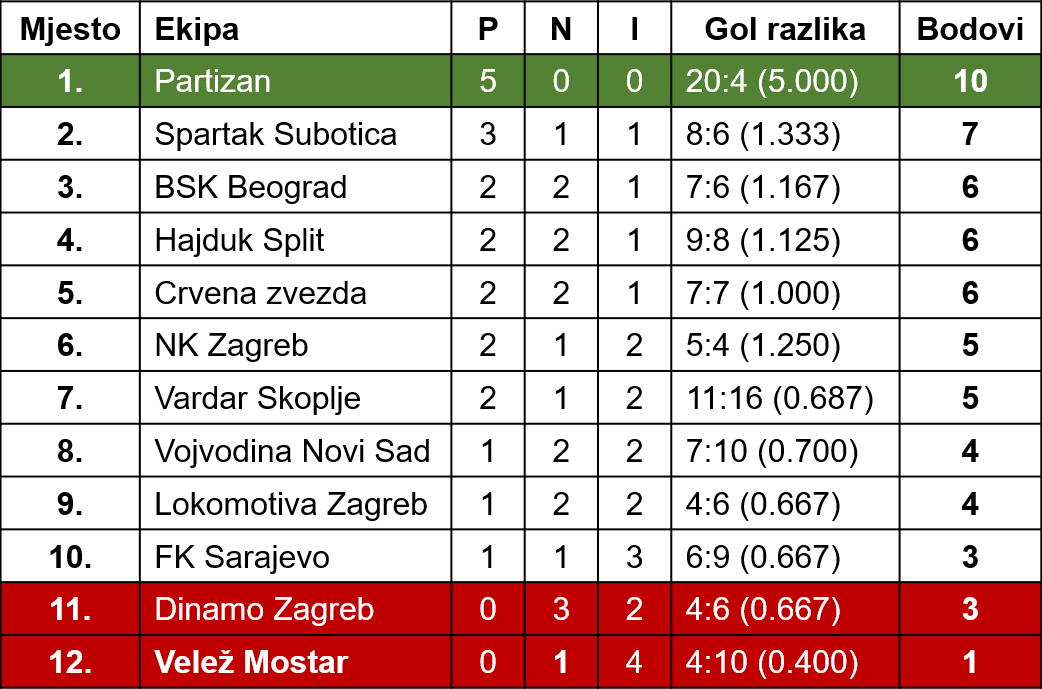 Mjesto Ekipa P N I Gol razlika Bodovi
1. Partizan 5 0 0 20:4 (5.000) 10
2. Spartak Subotica 3 1 1 8:6 (1.333) 7
3. BSK Beograd 2 2 1 7:6 (1.167) 6
4. Hajduk Split 2 2 1 9:8 (1.125) 6
5. Crvena zvezda 2 2 1 7:7 (1.000) 6
6. NK Zagreb 2 1 2 5:4 (1.250) 5
7. Vardar Skoplje 2 1 2 11:16 (0.687) 5
8. Vojvodina Novi Sad 1 2 2 7:10 (0.700) 4
9. Lokomotiva Zagreb 1 2 2 4:6 (0.667) 4
10. FK Sarajevo 1 1 3 6:9 (0.667) 3
11. Dinamo Zagreb 0 3 2 4:6 (0.667) 3
12. Velež Mostar 0 1 4 4:10 (0.400) 1